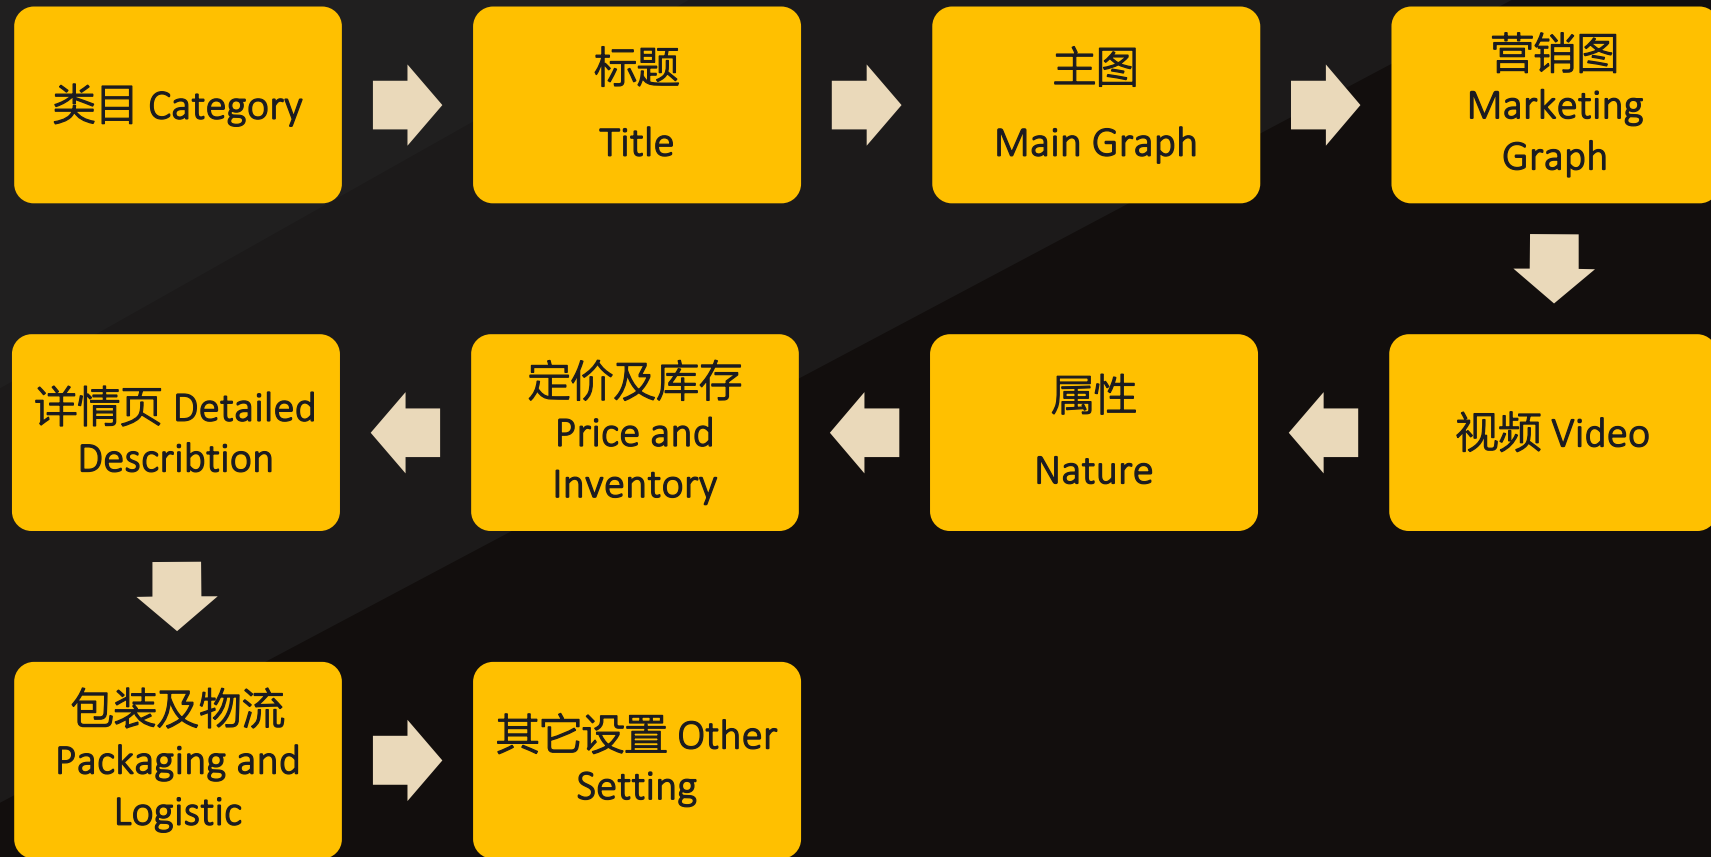 类目 Category
标题
Title
主图
Main Graph
营销图
Marketing
Graph
视频 Video
属性
Nature
定价及库存
Price and
Inventory
详情页 Detailed
Describtion
包装及物流
Packaging and
Logistic
其它设置 Other
Setting